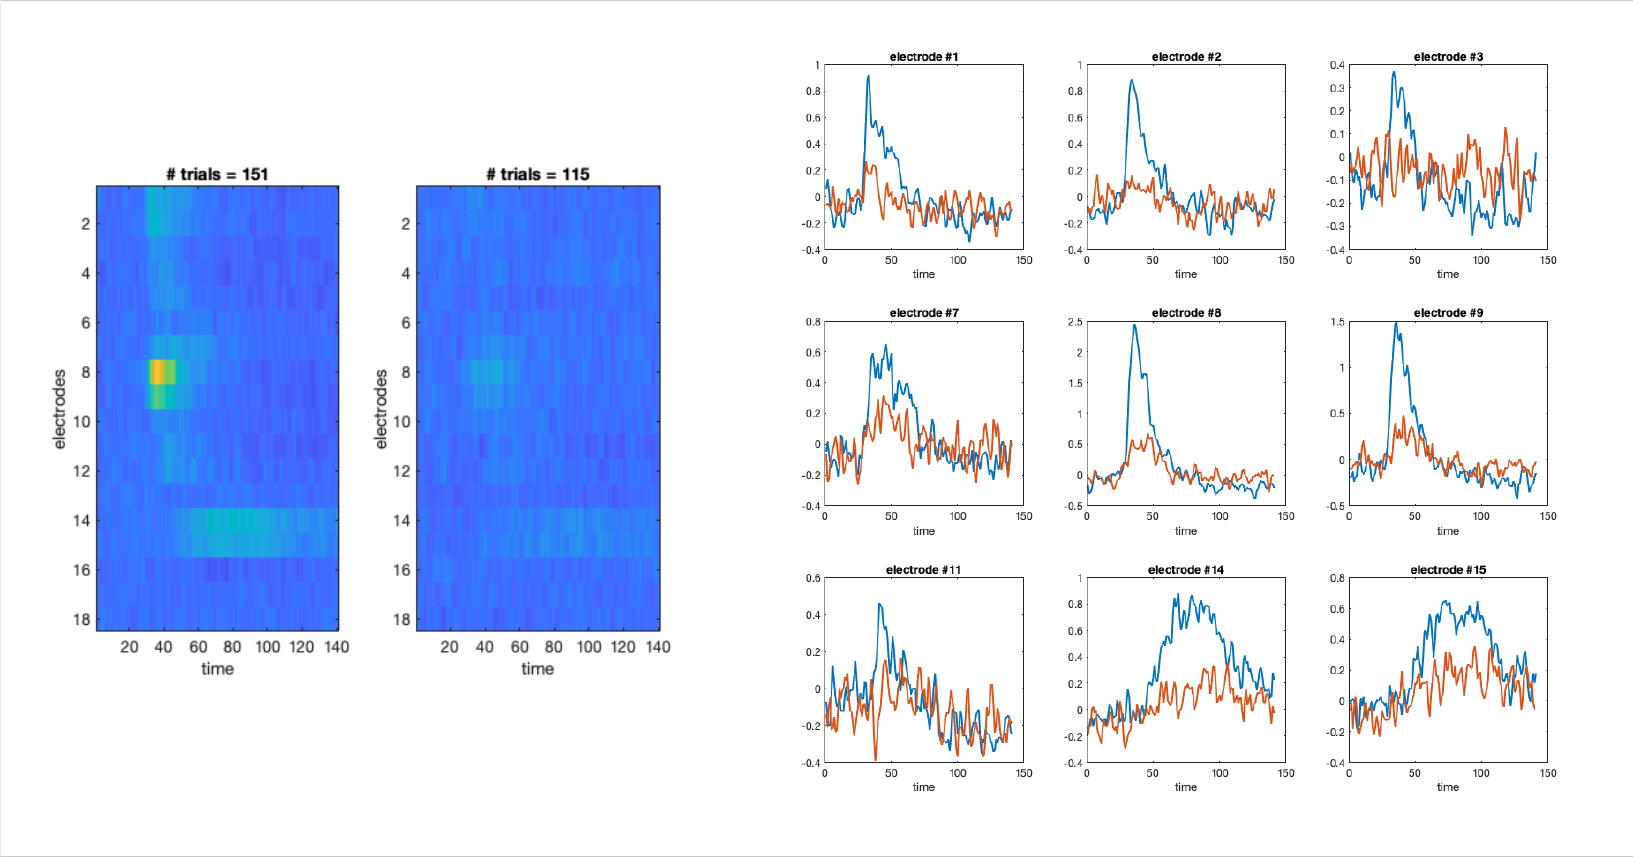 # trials = 151
2
4
6
8
10
12
14
16
18
electrodes
20 40 60 80 100 120 140
time
# trials = 115
2
4
6
8
10
12
14
16
18
electrodes
20 40 60 80 100 120 140
time
electrode #1
1
0.8
0.6
0.4
0.2
0
-0.2
-0.4
0 50 100 150
time
electrode #2
1
0.8
0.6
0.4
0.2
0
-0.2
-0.4
0 50 100 150
time
electrode #3
0.4
0.3
0.2
0.1
0
-0.1
-0.2
-0.3
-0.4
0 50 100 150
time
electrode #7
0.8
0.6
0.4
0.2
0
-0.2
-0.4
0 50 100 150
time
electrode #8
2.5
2
1.5
1
0.5
0
-0.5
0 50 100 150
time
electrode #9
1.5
1
0.5
0
-0.5
0 50 100 150
time
electrode #11
0.6
0.4
0.2
0
-0.2
-0.4
0 50 100 150
time
electrode #14
1
0.8
0.6
0.4
0.2
0
-0.2
-0.4
0 50 100 150
time
electrode #15
0.8
0.6
0.4
0.2
0
-0.2
-0.4
0 50 100 150
time